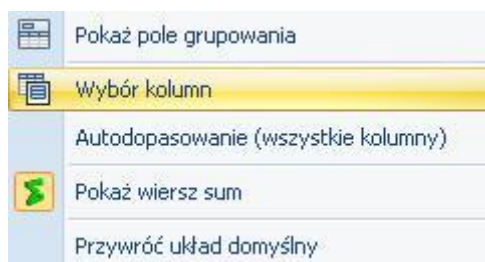 Pokaż pole grupowania
Wybór kolumn
Autodopasowanie (wszystkie kolumny)
Pokaż wiersz sum
Przywróć układ domyślny